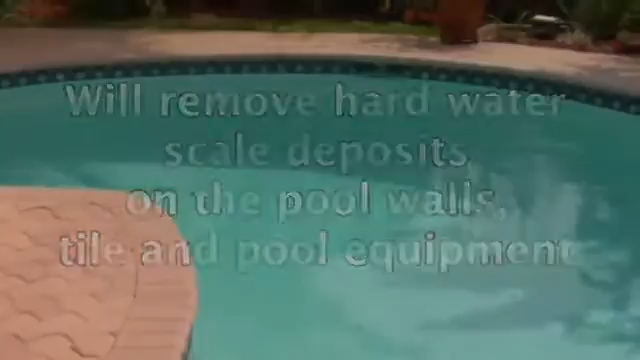 Will remove hard water
scale deposits
on the pool walls,
tile and pool equipment